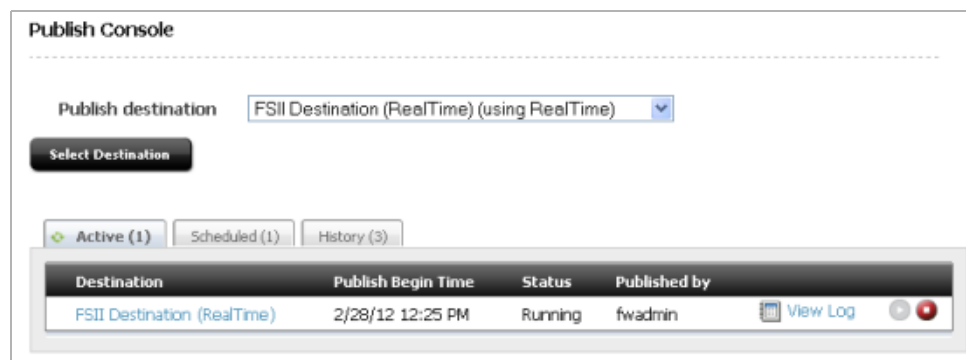 Publish Console
Publish destination FSII Destination (RealTime) (using RealTime)
Select Destination
Active (1) Scheduled (1) History (3)
Destination Publish Begin Time Status Published by
FSII Destination (RealTime) 2/28/12 12:25 PM Running fwadmin View Log